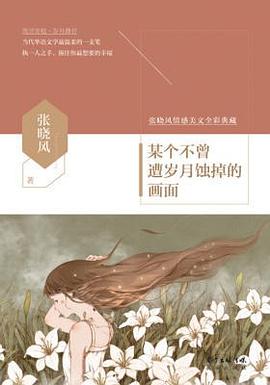 当代华语文学最温柔的一支笔
执一人之手,握住你最想要的幸福
张晓风
著
张晓风情感美文全彩典藏
某个不曾
遭岁月蚀掉的
画面